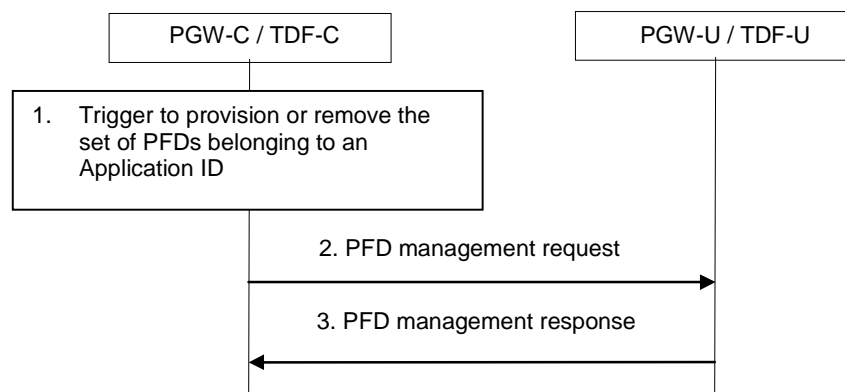 PGW-C / TDF-C
PGW-U / TDF-U
1. Trigger to provision or remove the
set of PFDs belonging to an
Application ID
2. PFD management request
3. PFD management response